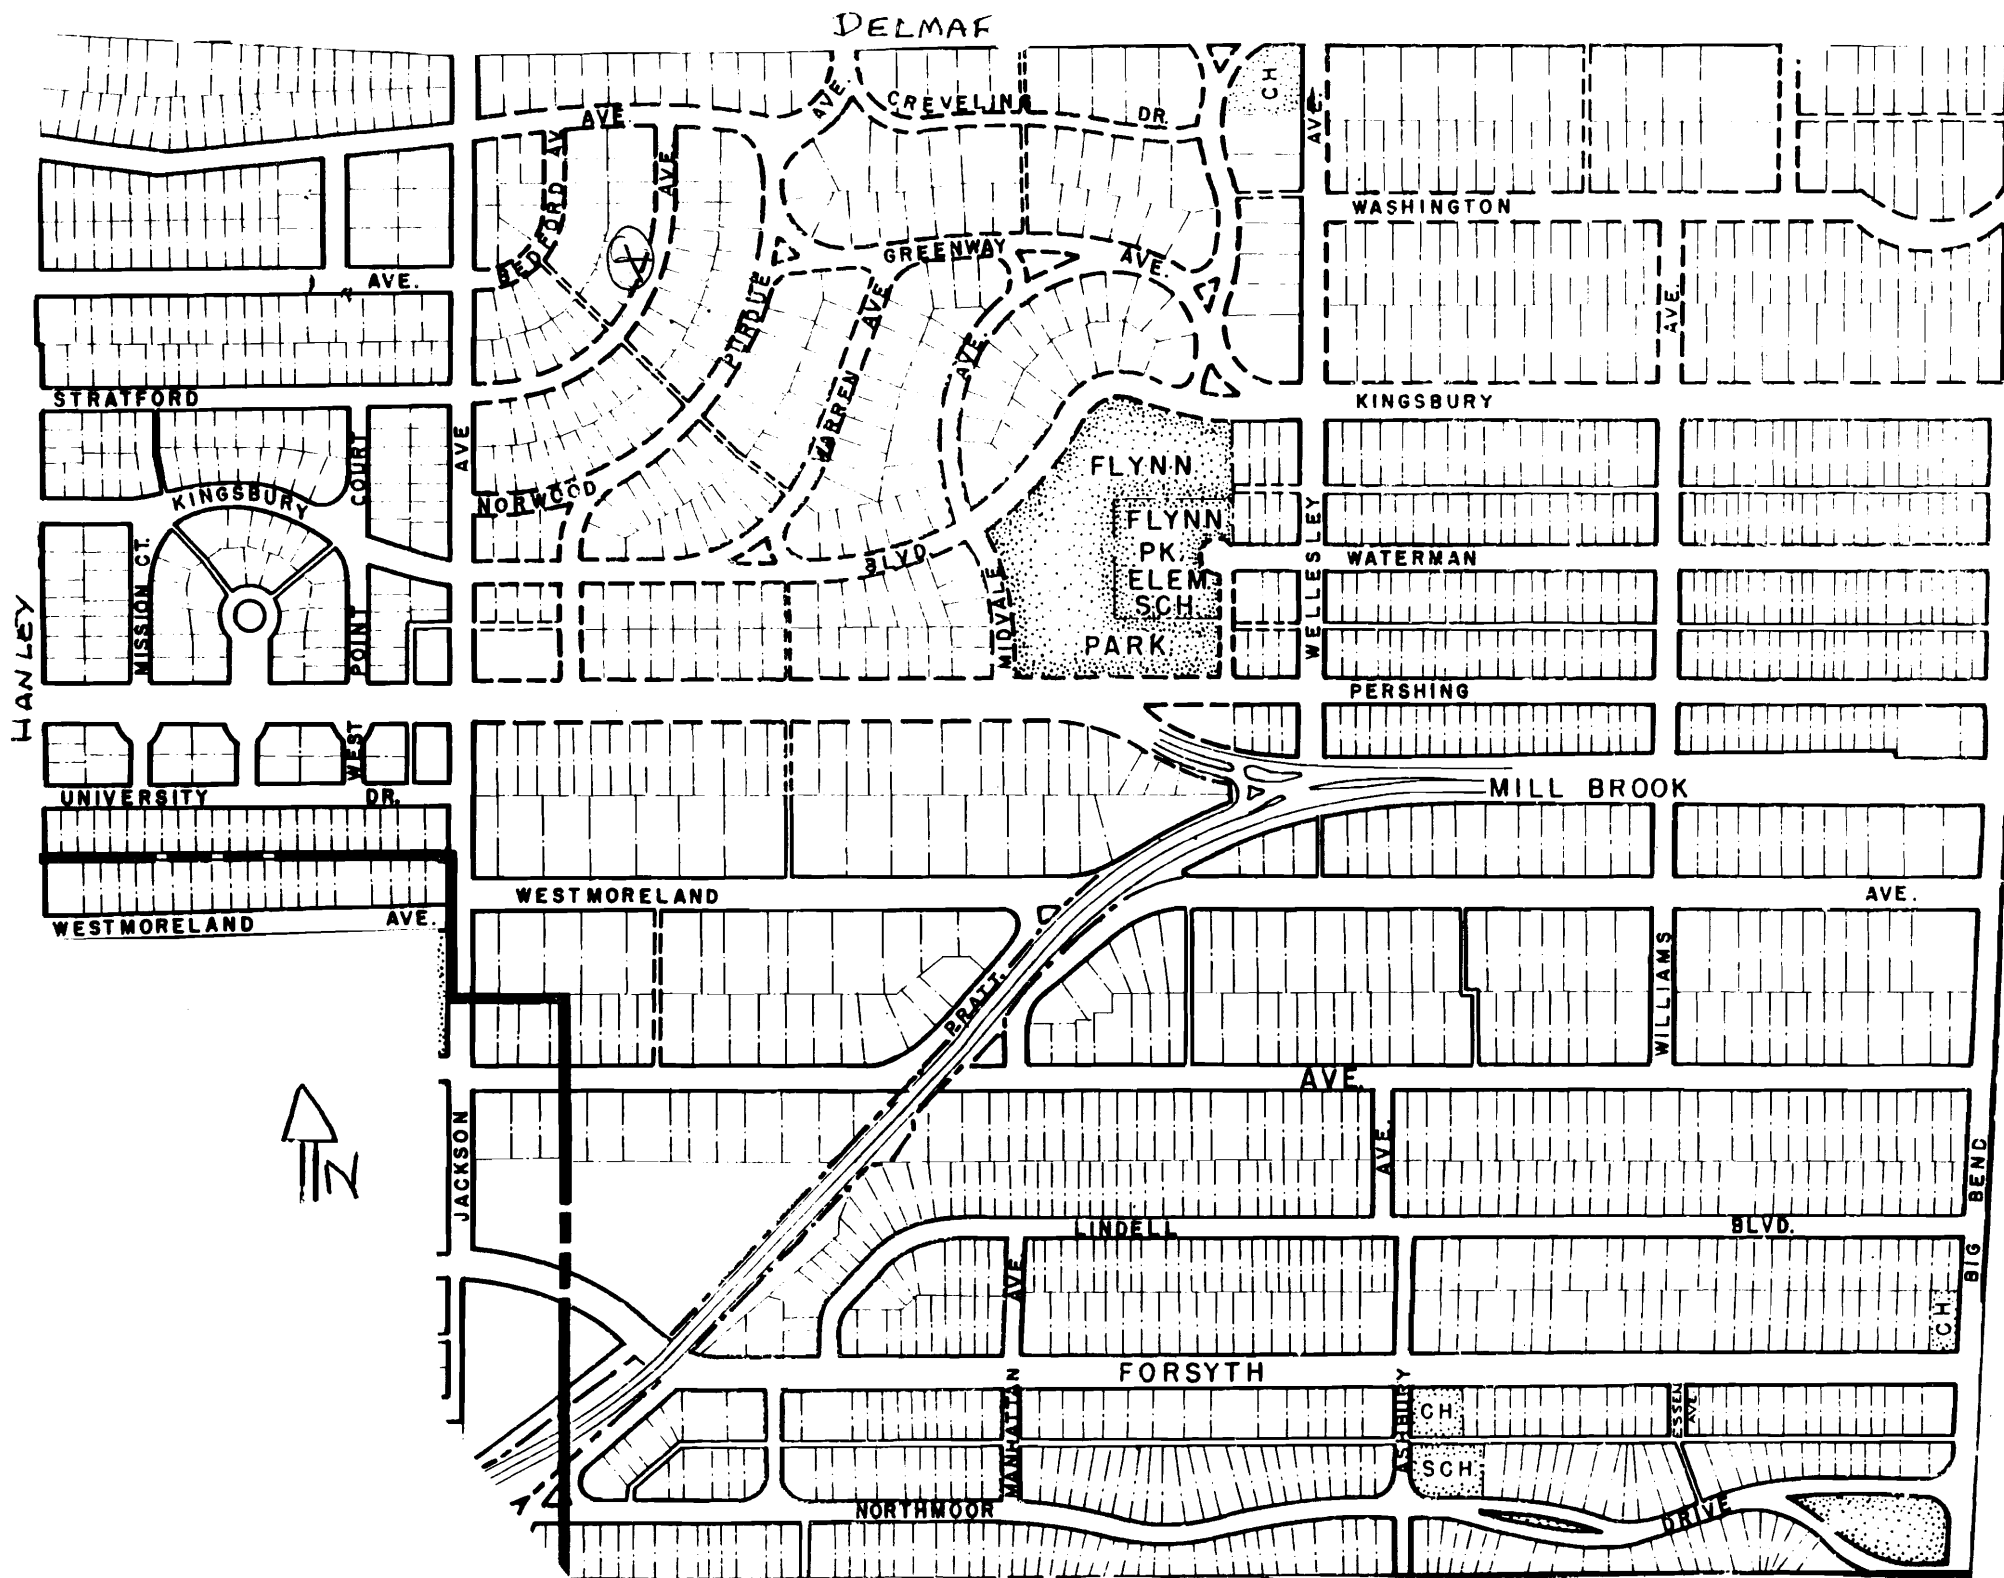 DELMAF
CH
CREVELING
DR.
AVE.
AVE.
AVE.
AVE.
BEDFORD AV
WASHINGTON
GREENWAY
AVE.
AVE.
PURDUE
AVE.
AVE.
AVE.
WARREN
STRATFORD
KINGSBURY
COURT
AVE
KINGSBURY
NORWOOD
FLYNN
FLYNN
PK.
ELEM
SCH.
PARK
WELLESLEY
WATERMAN
BLVD
MIDVALE
MISSION CT.
POINT
HANLEY
PERSHING
WEST
UNIVERSITY
DR.
MILL BROOK
WESTMORELAND
AVE.
WESTMORELAND
AVE.
WILLIAMS
PRATT.
AVE.
N
JACKSON
AVE.
BIG BEND
LINDELL
BLVD.
AVE
CH
FORSYTH
MANHATTAN
ASHBURY
CH.
ESSEN
AVE.
SCH.
NORTHMOOR
DRIVE